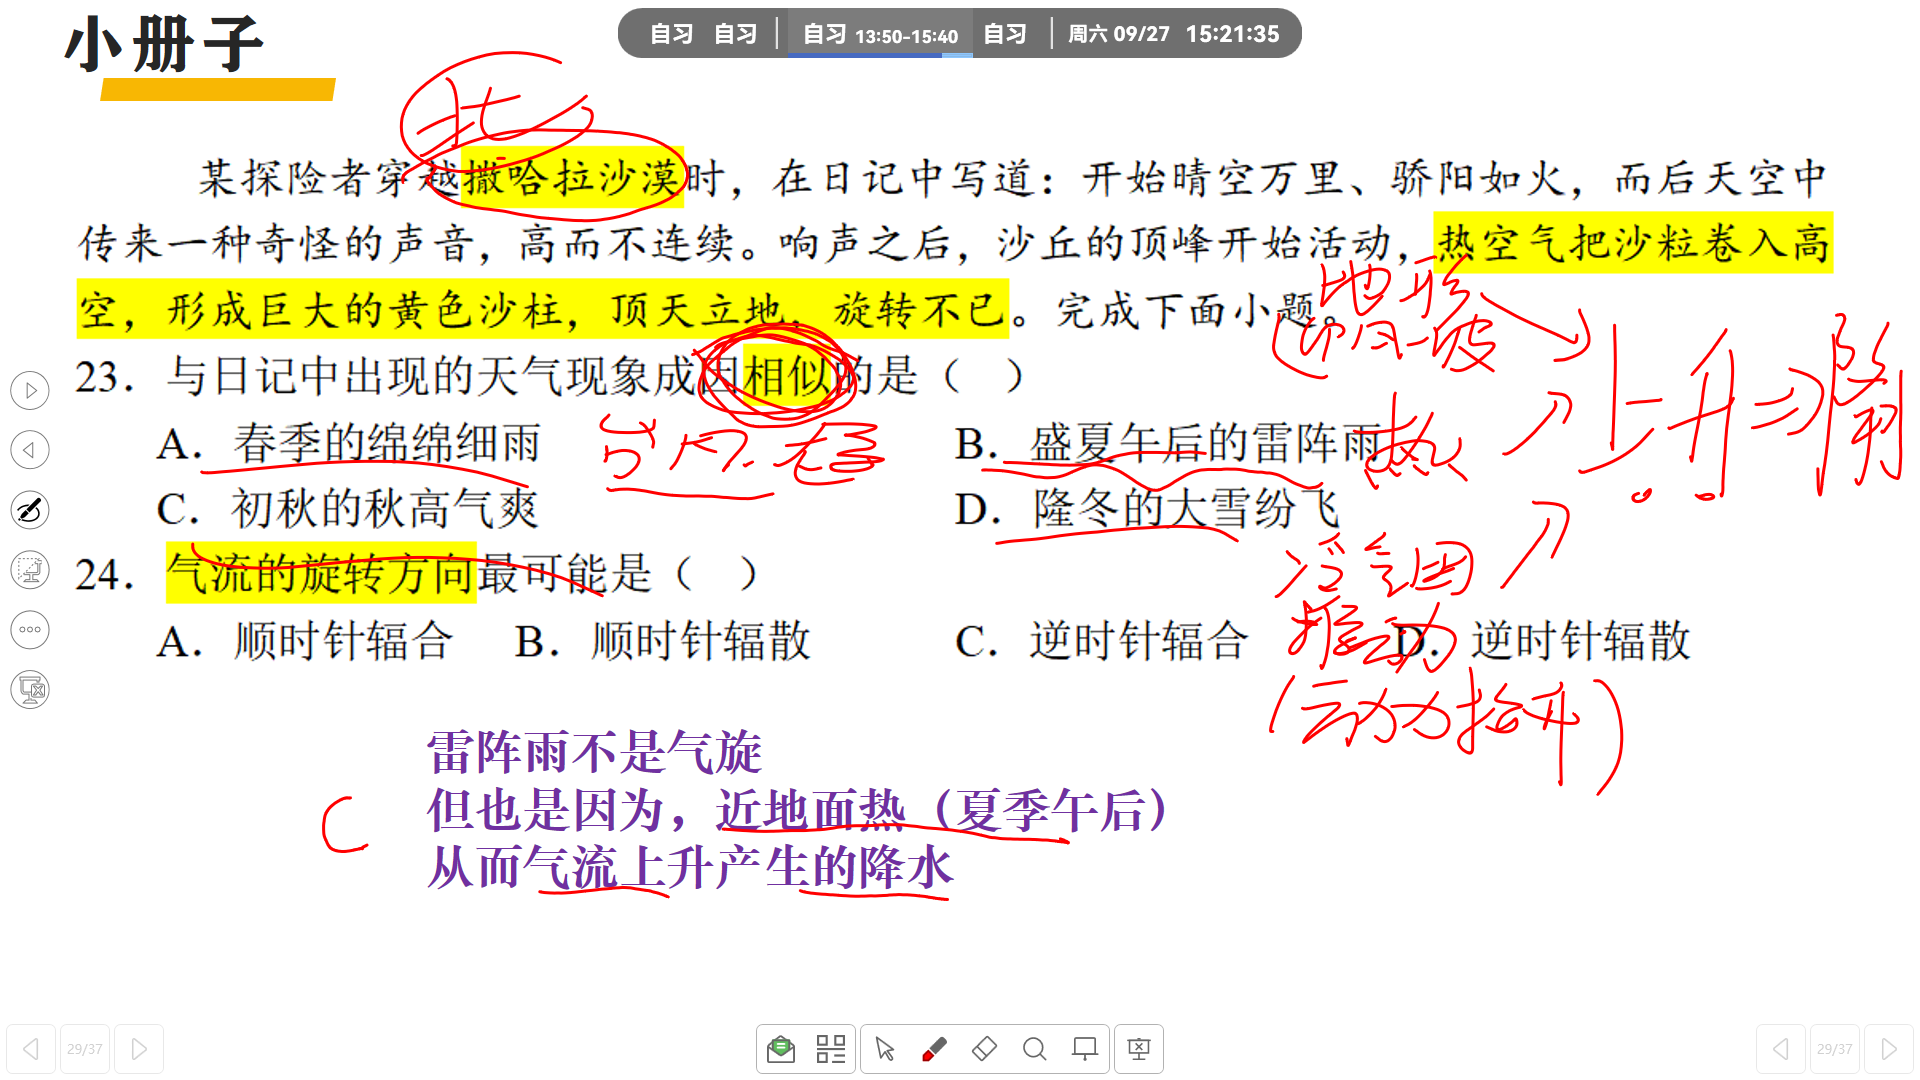 小册子
自习 自习 自习 13:50-15:40 自习 周六 09/27 15:21:35
北
某探险者穿越撒哈拉沙漠时，在日记中写道：开始晴空万里、骄阳如火，而后天空中
传来一种奇怪的声音，高而不连续。响声之后，沙丘的顶峰开始活动，热空气把沙粒卷入高
空，形成巨大的黄色沙柱，顶天立地，旋转不已。完成下面小题。
地形
(迎风坡
23．与日记中出现的天气现象成因相似的是（ ）
上升
A．春季的绵绵细雨
B．盛夏午后的雷阵雨
热
C．初秋的秋高气爽
D．隆冬的大雪纷飞
24．气流的旋转方向最可能是（ ）
冷气团
推动
A．顺时针辐合 B．顺时针辐散 C．逆时针辐合 D．逆时针辐散
(动力抬升)
雷阵雨不是气旋
C
但也是因为，近地面热（夏季午后）
从而气流上升产生的降水
29/37
29/37